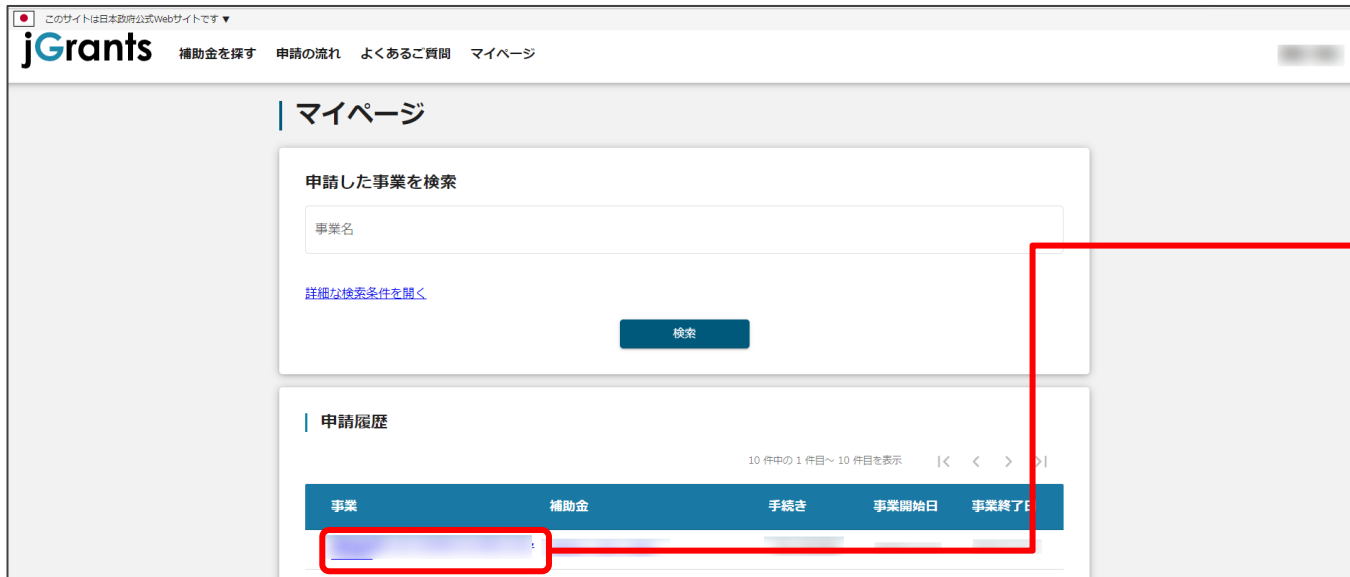 このサイトは日本政府公式Webサイトです ▼
jGrants 補助金を探す 申請の流れ よくあるご質問 マイページ
マイページ
申請した事業を検索
事業名
詳細な検索条件を開く
検索
申請履歴
10 件中の 1 件目～ 10 件目を表示
事業 補助金 手続き 事業開始日 事業終了日